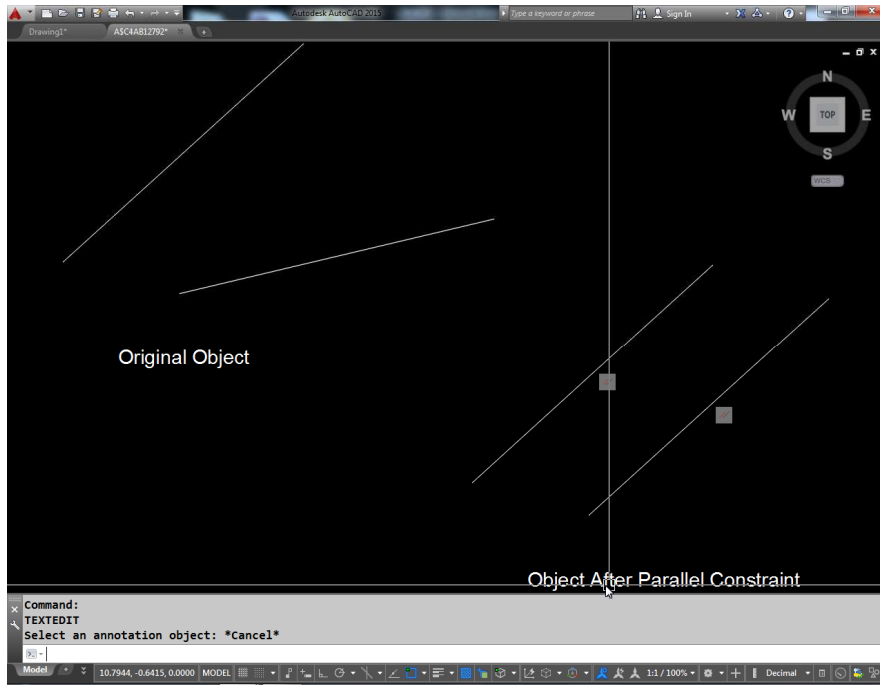 Autodesk AutoCAD 2015
Type a keyword or phrase
Sign In
Drawing1*
A$C4AB12792*
N
W
TOP
E
S
WCS
Original Object
Object After Parallel Constraint
Command:
TEXTEDIT
Select an annotation object: *Cancel*
Model
10.7944, -0.6415, 0.0000
MODEL
1:1 / 100%
Decimal